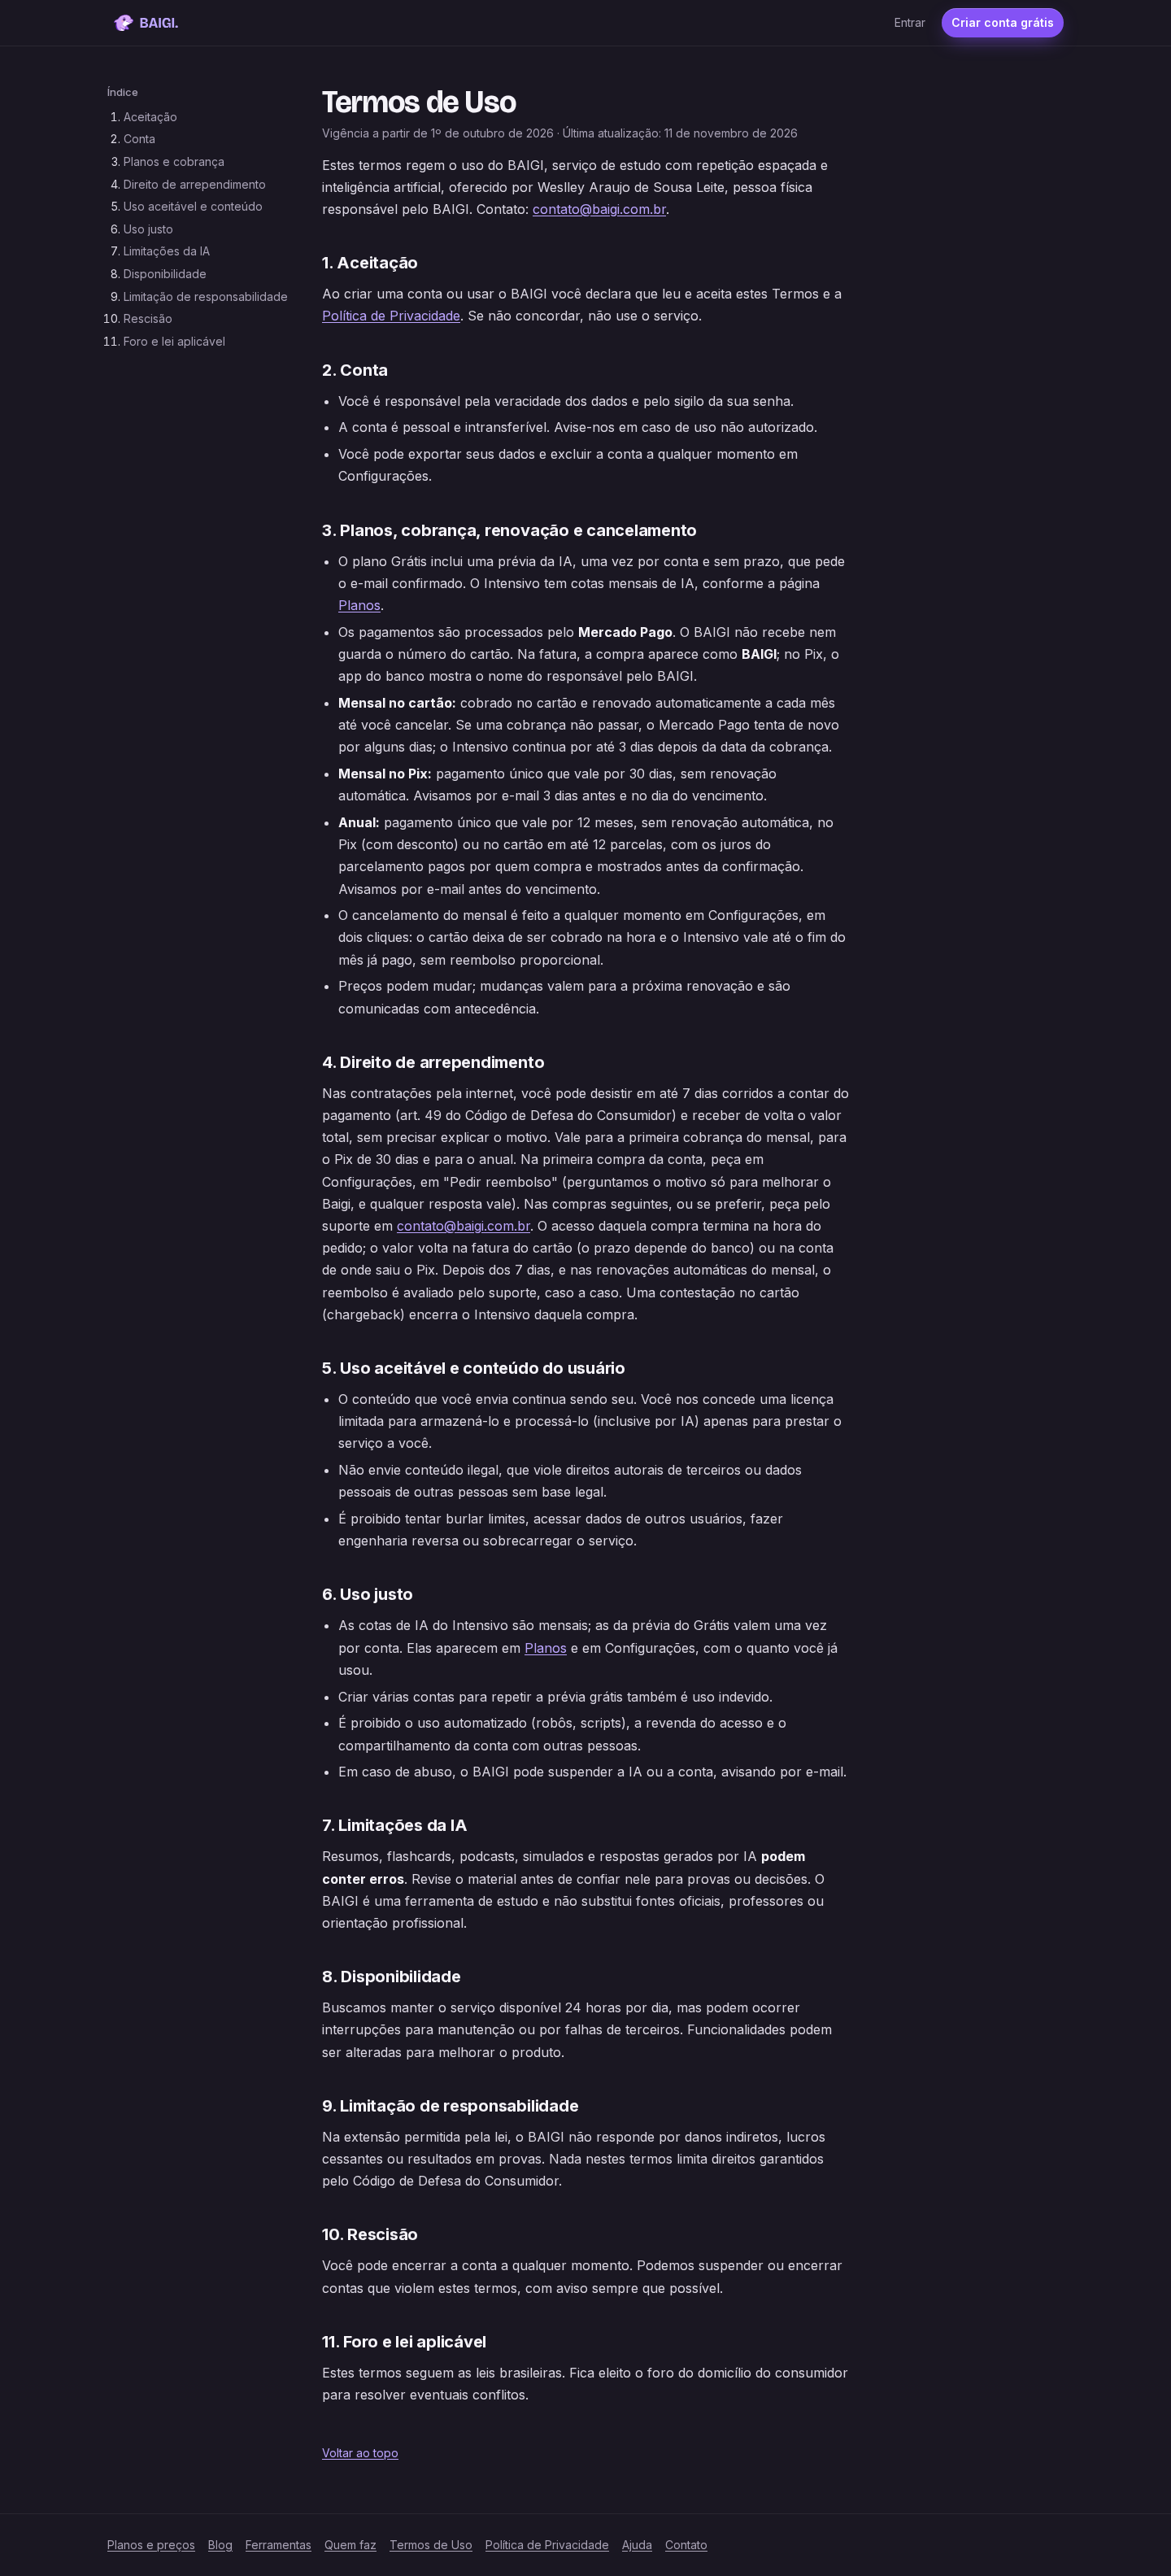 BAIGI.
Entrar
Criar conta grátis
Índice
1. Aceitação
2. Conta
3. Planos e cobrança
4. Direito de arrependimento
5. Uso aceitável e conteúdo
6. Uso justo
7. Limitações da IA
8. Disponibilidade
9. Limitação de responsabilidade
10. Rescisão
11. Foro e lei aplicável
Termos de Uso
Vigência a partir de 1º de outubro de 2026 · Última atualização: 11 de novembro de 2026
Estes termos regem o uso do BAIGI, serviço de estudo com repetição espaçada e
inteligência artificial, oferecido por Weslley Araujo de Sousa Leite, pessoa física
responsável pelo BAIGI. Contato: contato@baigi.com.br.
1. Aceitação
Ao criar uma conta ou usar o BAIGI você declara que leu e aceita estes Termos e a
Política de Privacidade. Se não concordar, não use o serviço.
2. Conta
• Você é responsável pela veracidade dos dados e pelo sigilo da sua senha.
• A conta é pessoal e intransferível. Avise-nos em caso de uso não autorizado.
• Você pode exportar seus dados e excluir a conta a qualquer momento em
Configurações.
3. Planos, cobrança, renovação e cancelamento
• O plano Grátis inclui uma prévia da IA, uma vez por conta e sem prazo, que pede
o e-mail confirmado. O Intensivo tem cotas mensais de IA, conforme a página
Planos.
• Os pagamentos são processados pelo Mercado Pago. O BAIGI não recebe nem
guarda o número do cartão. Na fatura, a compra aparece como BAIGI; no Pix, o
app do banco mostra o nome do responsável pelo BAIGI.
• Mensal no cartão: cobrado no cartão e renovado automaticamente a cada mês
até você cancelar. Se uma cobrança não passar, o Mercado Pago tenta de novo
por alguns dias; o Intensivo continua por até 3 dias depois da data da cobrança.
• Mensal no Pix: pagamento único que vale por 30 dias, sem renovação
automática. Avisamos por e-mail 3 dias antes e no dia do vencimento.
• Anual: pagamento único que vale por 12 meses, sem renovação automática, no
Pix (com desconto) ou no cartão em até 12 parcelas, com os juros do
parcelamento pagos por quem compra e mostrados antes da confirmação.
Avisamos por e-mail antes do vencimento.
• O cancelamento do mensal é feito a qualquer momento em Configurações, em
dois cliques: o cartão deixa de ser cobrado na hora e o Intensivo vale até o fim do
mês já pago, sem reembolso proporcional.
• Preços podem mudar; mudanças valem para a próxima renovação e são
comunicadas com antecedência.
4. Direito de arrependimento
Nas contratações pela internet, você pode desistir em até 7 dias corridos a contar do
pagamento (art. 49 do Código de Defesa do Consumidor) e receber de volta o valor
total, sem precisar explicar o motivo. Vale para a primeira cobrança do mensal, para
o Pix de 30 dias e para o anual. Na primeira compra da conta, peça em
Configurações, em "Pedir reembolso" (perguntamos o motivo só para melhorar o
Baigi, e qualquer resposta vale). Nas compras seguintes, ou se preferir, peça pelo
suporte em contato@baigi.com.br. O acesso daquela compra termina na hora do
pedido; o valor volta na fatura do cartão (o prazo depende do banco) ou na conta
de onde saiu o Pix. Depois dos 7 dias, e nas renovações automáticas do mensal, o
reembolso é avaliado pelo suporte, caso a caso. Uma contestação no cartão
(chargeback) encerra o Intensivo daquela compra.
5. Uso aceitável e conteúdo do usuário
• O conteúdo que você envia continua sendo seu. Você nos concede uma licença
limitada para armazená-lo e processá-lo (inclusive por IA) apenas para prestar o
serviço a você.
• Não envie conteúdo ilegal, que viole direitos autorais de terceiros ou dados
pessoais de outras pessoas sem base legal.
• É proibido tentar burlar limites, acessar dados de outros usuários, fazer
engenharia reversa ou sobrecarregar o serviço.
6. Uso justo
• As cotas de IA do Intensivo são mensais; as da prévia do Grátis valem uma vez
por conta. Elas aparecem em Planos e em Configurações, com o quanto você já
usou.
• Criar várias contas para repetir a prévia grátis também é uso indevido.
• É proibido o uso automatizado (robôs, scripts), a revenda do acesso e o
compartilhamento da conta com outras pessoas.
• Em caso de abuso, o BAIGI pode suspender a IA ou a conta, avisando por e-mail.
7. Limitações da IA
Resumos, flashcards, podcasts, simulados e respostas gerados por IA podem
conter erros. Revise o material antes de confiar nele para provas ou decisões. O
BAIGI é uma ferramenta de estudo e não substitui fontes oficiais, professores ou
orientação profissional.
8. Disponibilidade
Buscamos manter o serviço disponível 24 horas por dia, mas podem ocorrer
interrupções para manutenção ou por falhas de terceiros. Funcionalidades podem
ser alteradas para melhorar o produto.
9. Limitação de responsabilidade
Na extensão permitida pela lei, o BAIGI não responde por danos indiretos, lucros
cessantes ou resultados em provas. Nada nestes termos limita direitos garantidos
pelo Código de Defesa do Consumidor.
10. Rescisão
Você pode encerrar a conta a qualquer momento. Podemos suspender ou encerrar
contas que violem estes termos, com aviso sempre que possível.
11. Foro e lei aplicável
Estes termos seguem as leis brasileiras. Fica eleito o foro do domicílio do consumidor
para resolver eventuais conflitos.
Voltar ao topo
Planos e preços Blog Ferramentas Quem faz Termos de Uso Política de Privacidade Ajuda Contato